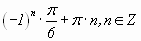 (-1)^n · π/6 + π · n, n ∈ Z